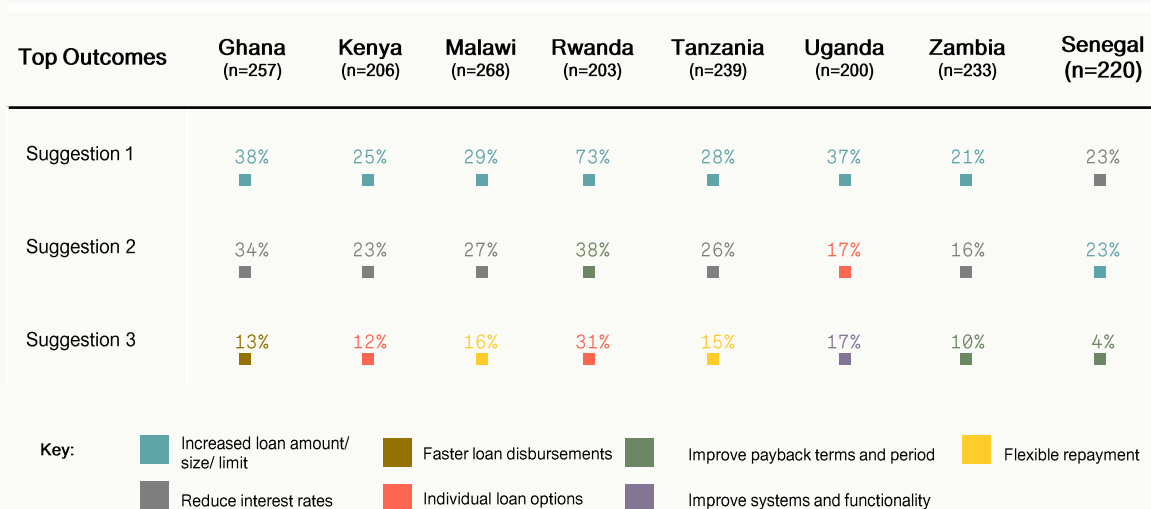 Top Outcomes Ghana Kenya Malawi Rwanda Tanzania Uganda Zambia Senegal
(n=257) (n=206) (n=268) (n=203) (n=239) (n=200) (n=233) (n=220)
Suggestion 1 38% 25% 29% 73% 28% 37% 21% 23%
Suggestion 2 34% 23% 27% 38% 26% 17% 16% 23%
Suggestion 3 13% 12% 16% 31% 15% 17% 10% 4%
Key: Increased loan amount/
size/ limit
Faster loan disbursements
Improve payback terms and period
Flexible repayment
Reduce interest rates
Individual loan options
Improve systems and functionality